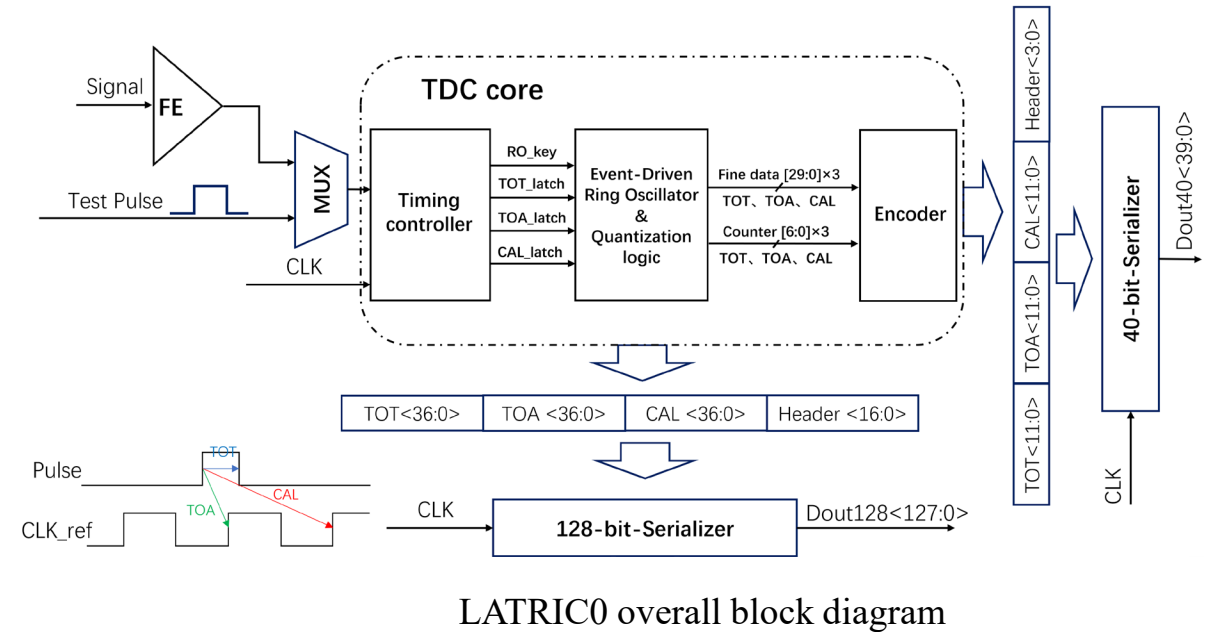 Signal
FE
Test Pulse
MUX
CLK
TDC core
Timing
controller
RO_key
TOT_latch
TOA_latch
CAL_latch
Event-Driven
Ring Oscillator
&
Quantization
logic
Fine data [29:0]×3
TOT、TOA、CAL
Counter [6:0]×3
TOT、TOA、CAL
Encoder
Header<3:0>
CAL<11:0>
TOA<11:0>
TOT<11:0>
40-bit-Serializer
Dout40<39:0>
CLK
TOT<36:0>
TOA <36:0>
CAL <36:0>
Header <16:0>
Pulse
TOT
CAL
TOA
CLK_ref
CLK
128-bit-Serializer
Dout128<127:0>
LATRIC0 overall block diagram